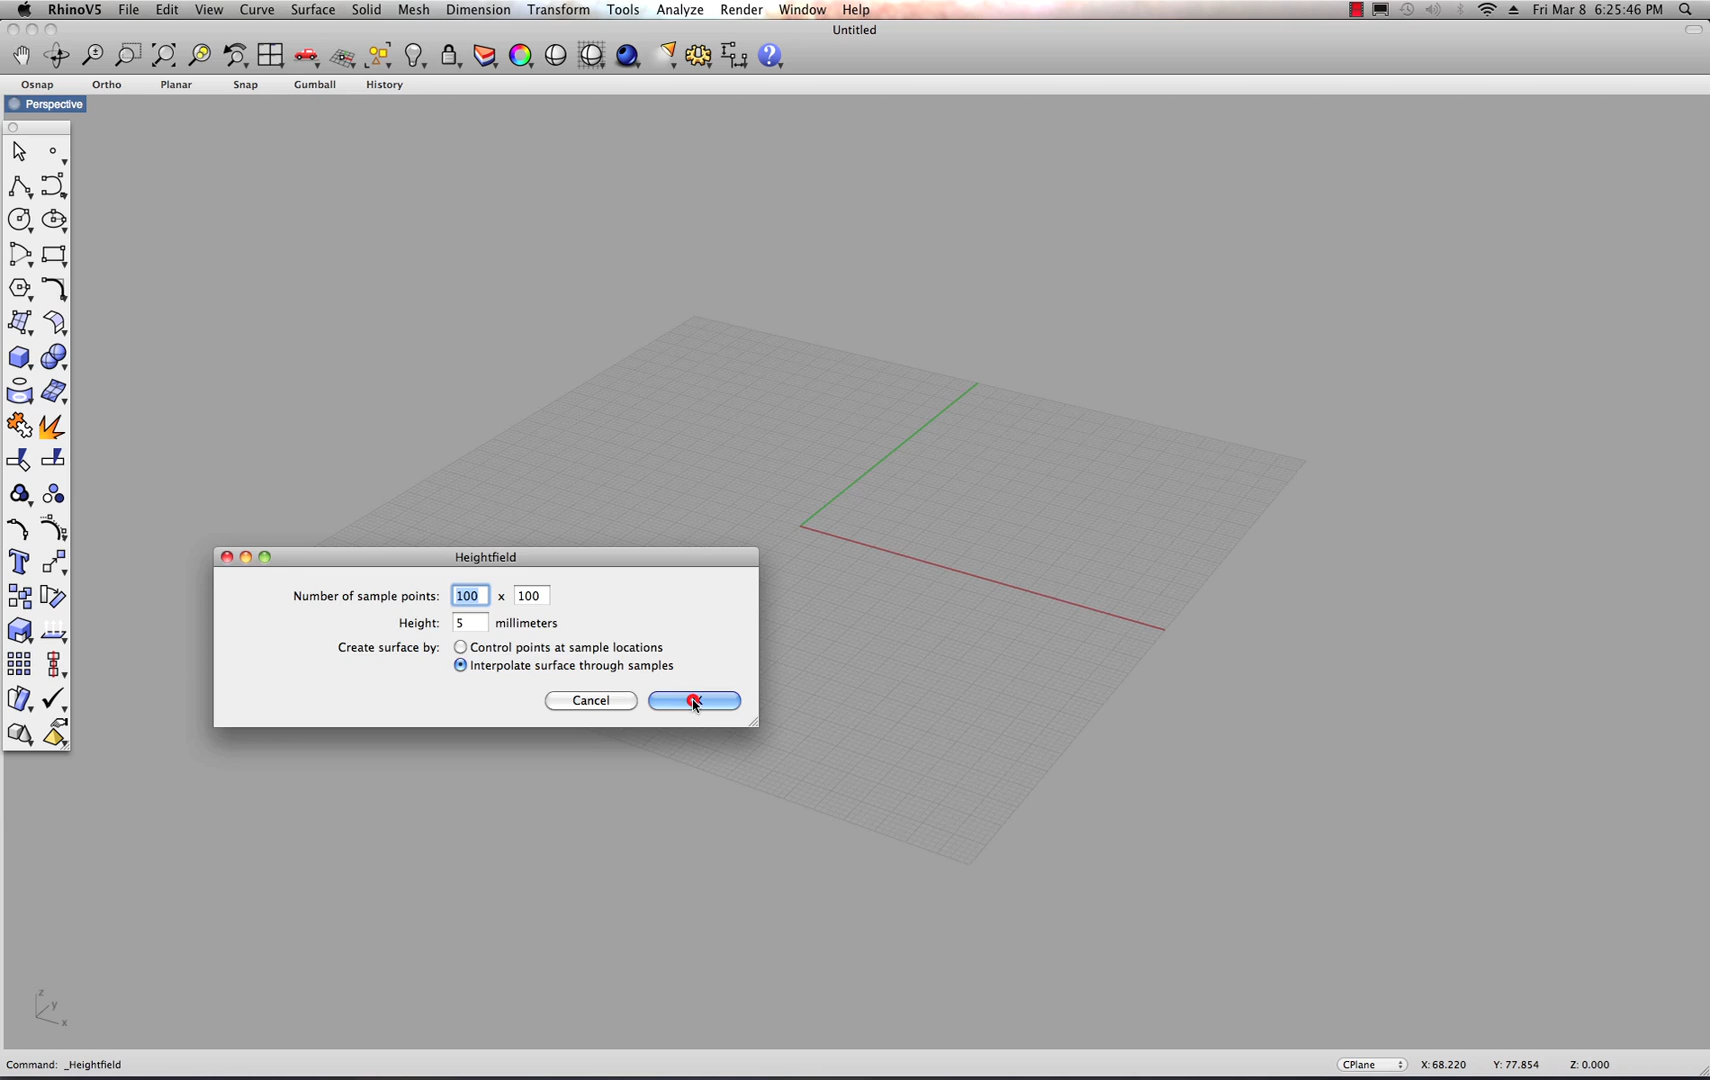 RhinoV5 File Edit View Curve Surface Solid Mesh Dimension Transform Tools Analyze Render Window Help Fri Mar 8 6:25:46 PM
Untitled
Osnap Ortho Planar Snap Gumball History
Perspective
Heightfield
Number of sample points: 100 x 100
Height: 5 millimeters
Create surface by: Control points at sample locations
Interpolate surface through samples
Cancel
z
y
x
Command: _Heightfield CPlane X: 68.220 Y: 77.854 Z: 0.000